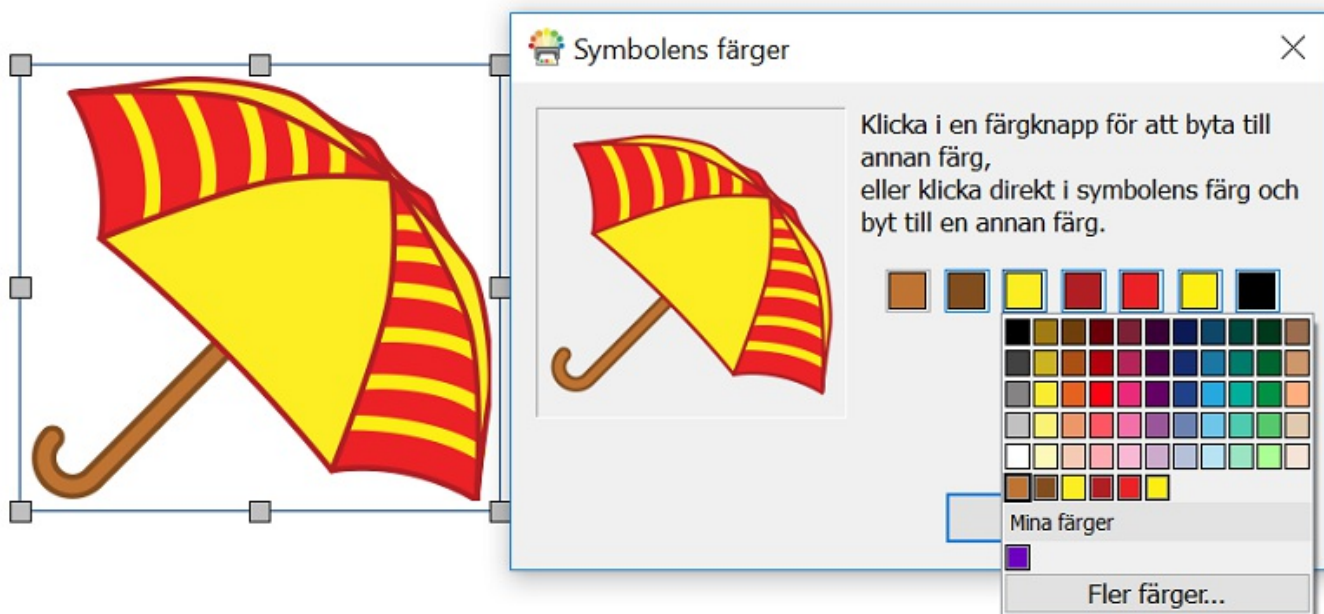 Symbolens färger
Klicka i en färgknapp för att byta till
annan färg,
eller klicka direkt i symbolens färg och
byt till en annan färg.
Mina färger
Fler färger...